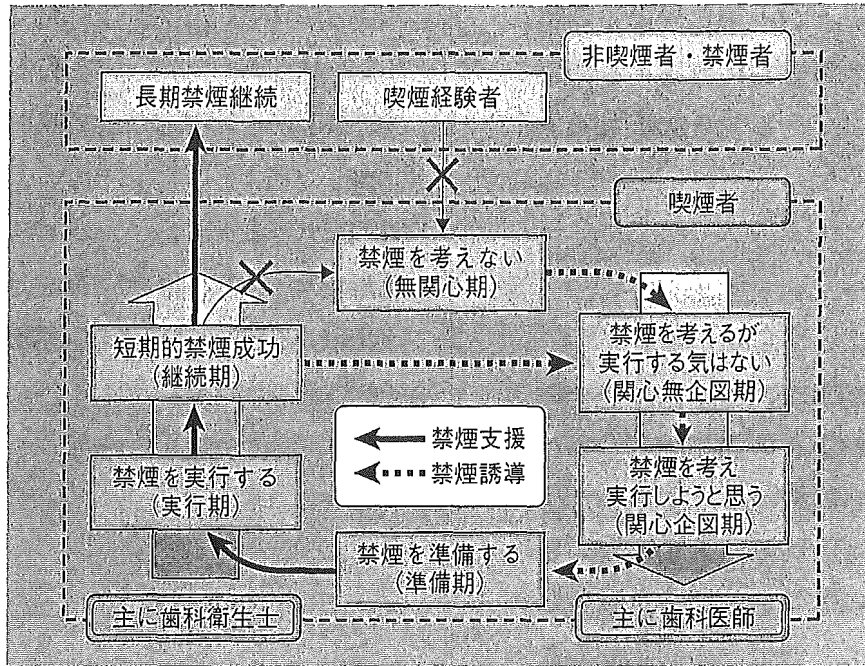 非喫煙者・禁煙者
長期禁煙継続
喫煙経験者
喫煙者
禁煙を考えない
(無関心期)
短期的禁煙成功
(継続期)
禁煙を考えるが
実行する気はない
(関心無企図期)
禁煙支援
禁煙誘導
禁煙を実行する
(実行期)
禁煙を考え
実行しようと思う
(関心企図期)
禁煙を準備する
(準備期)
主に歯科衛生士
主に歯科医師